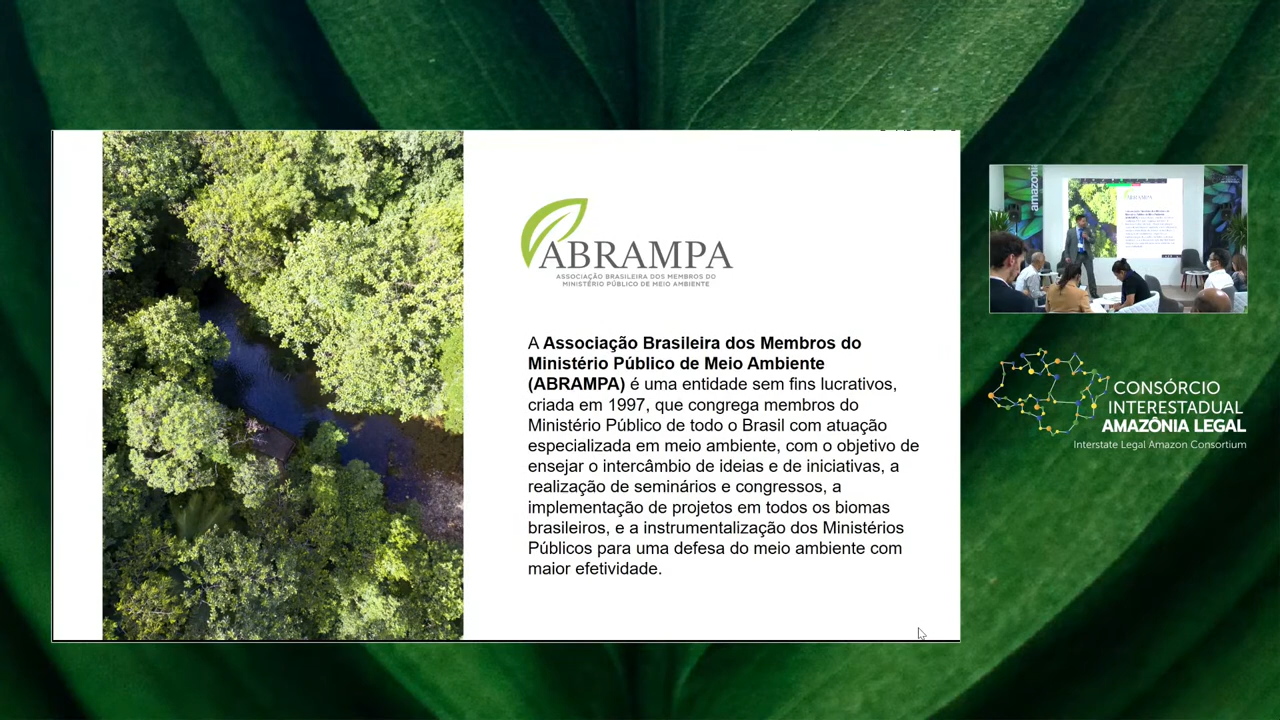 ABRAMPA
ASSOCIAÇÃO BRASILEIRA DOS MEMBROS DO
MINISTÉRIO PÚBLICO DE MEIO AMBIENTE
A Associação Brasileira dos Membros do
Ministério Público de Meio Ambiente
(ABRAMPA) é uma entidade sem fins lucrativos,
criada em 1997, que congrega membros do
Ministério Público de todo o Brasil com atuação
especializada em meio ambiente, com o objetivo de
ensejar o intercâmbio de ideias e de iniciativas, a
realização de seminários e congressos, a
implementação de projetos em todos os biomas
brasileiros, e a instrumentalização dos Ministérios
Públicos para uma defesa do meio ambiente com
maior efetividade.
amazonia
ABRAMPA
CONSÓRCIO
INTERESTADUAL
AMAZÔNIA LEGAL
Interstate Legal Amazon Consortium